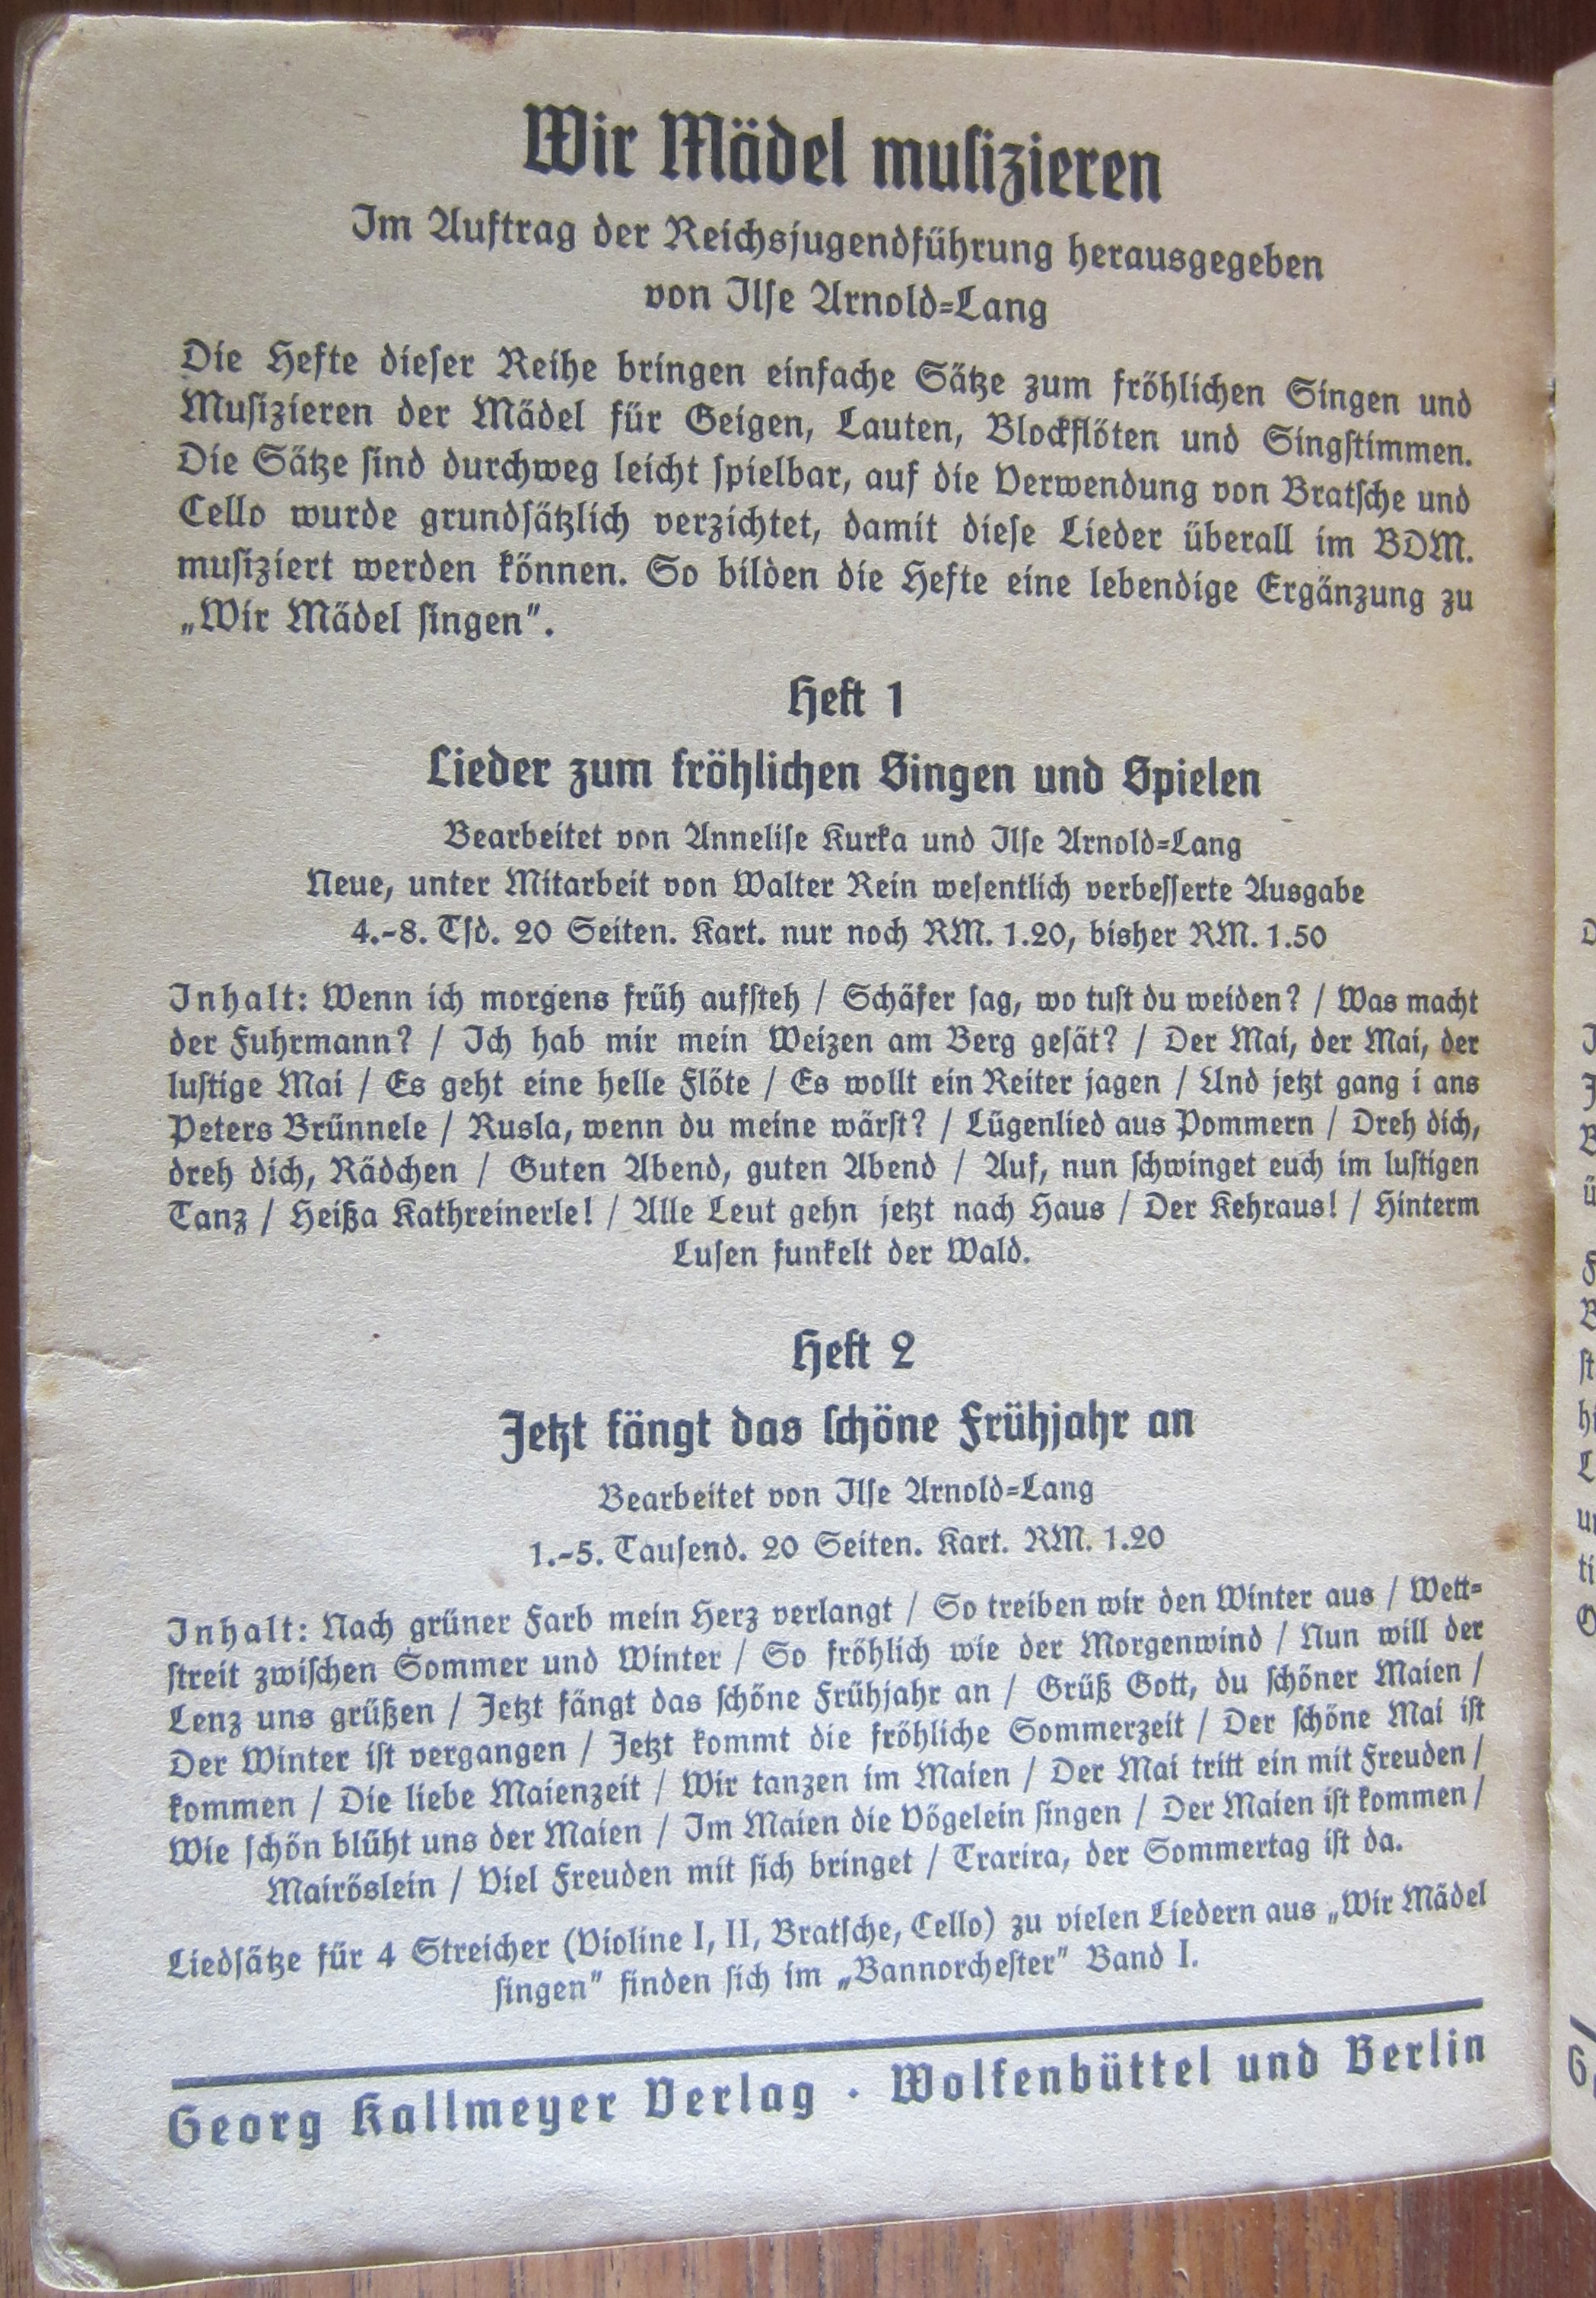 Wir Mädel muſizieren
Im Auftrag der Reichsjugendführung herausgegeben
von Ilſe Arnold=Lang
Die Hefte dieſer Reihe bringen einfache Sätze zum fröhlichen Singen und
Muſizieren der Mädel für Geigen, Lauten, Blockflöten und Singſtimmen.
Die Sätze ſind durchweg leicht ſpielbar, auf die Verwendung von Bratſche und
Cello wurde grundſätzlich verzichtet, damit dieſe Lieder überall im BDM.
muſiziert werden können. So bilden die Hefte eine lebendige Ergänzung zu
„Wir Mädel ſingen".
Heft 1
Lieder zum fröhlichen Singen und Spielen
Bearbeitet von Anneliſe Kurka und Ilſe Arnold=Lang
Neue, unter Mitarbeit von Walter Rein weſentlich verbeſſerte Ausgabe
4.-8. Tſd. 20 Seiten. Kart. nur noch RM. 1.20, bisher RM. 1.50
Inhalt: Wenn ich morgens früh aufſteh / Schäfer ſag, wo tuſt du weiden? / Was macht
der Fuhrmann? / Ich hab mir mein Weizen am Berg geſät? / Der Mai, der Mai, der
luſtige Mai / Es geht eine helle Flöte / Es wollt ein Reiter jagen / Und jetzt gang i ans
Peters Brünnele / Rusla, wenn du meine wärſt? / Lügenlied aus Pommern / Dreh dich,
dreh dich, Rädchen / Guten Abend, guten Abend / Auf, nun ſchwinget euch im luſtigen
Tanz / Heißa Kathreinerle! / Alle Leut gehn jetzt nach Haus / Der Kehraus! / Hinterm
Luſen funkelt der Wald.
Heft 2
Jetzt fängt das ſchöne Frühjahr an
Bearbeitet von Ilſe Arnold=Lang
1.-5. Tauſend. 20 Seiten. Kart. RM. 1.20
Inhalt: Nach grüner Farb mein Herz verlangt / So treiben wir den Winter aus / Wett=
ſtreit zwiſchen Sommer und Winter / So fröhlich wie der Morgenwind / Nun will der
Lenz uns grüßen / Jetzt fängt das ſchöne Frühjahr an / Grüß Gott, du ſchöner Maien /
Der Winter iſt vergangen / Jetzt kommt die fröhliche Sommerzeit / Der ſchöne Mai iſt
kommen / Die liebe Maienzeit / Wir tanzen im Maien / Der Mai tritt ein mit Freuden /
Wie ſchön blüht uns der Maien / Im Maien die Vögelein ſingen / Der Maien iſt kommen /
Mairöslein / Viel Freuden mit ſich bringet / Trarira, der Sommertag iſt da.
Liedſätze für 4 Streicher (Violine I, II, Bratſche, Cello) zu vielen Liedern aus „Wir Mädel
ſingen" finden ſich im „Bannorcheſter" Band I.
Georg Kallmeyer Verlag · Wolfenbüttel und Berlin